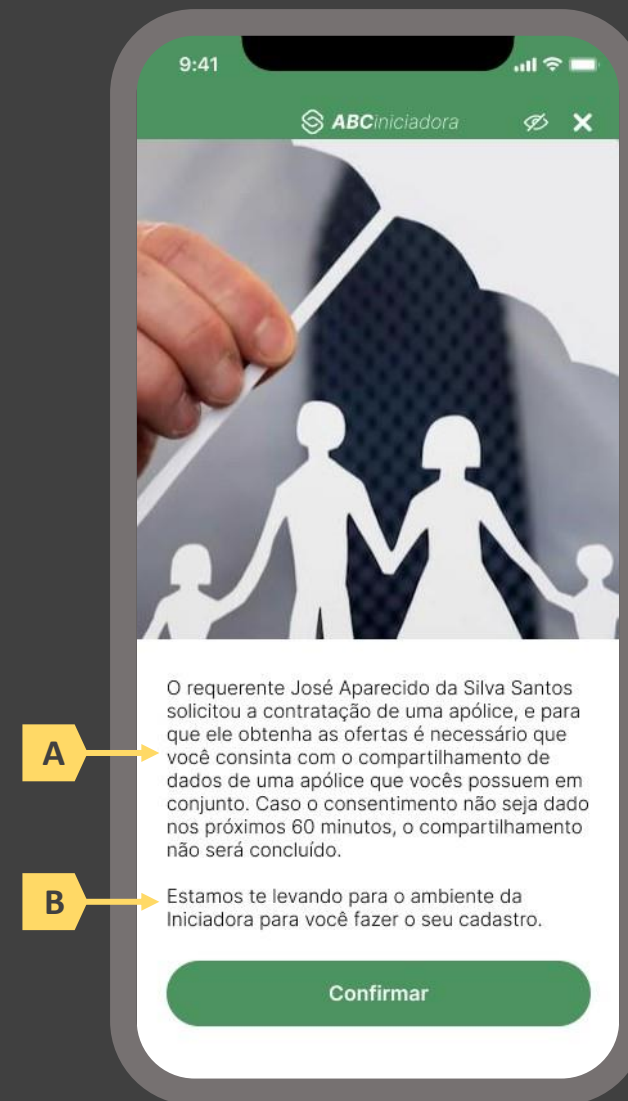 9:41
ABCiniciadora
O requerente José Aparecido da Silva Santos
solicitou a contratação de uma apólice, e para
que ele obtenha as ofertas é necessário que
A
você consinta com o compartilhamento de
dados de uma apólice que vocês possuem em
conjunto. Caso o consentimento não seja dado
nos próximos 60 minutos, o compartilhamento
não será concluído.
B
Estamos te levando para o ambiente da
Iniciadora para você fazer o seu cadastro.
Confirmar